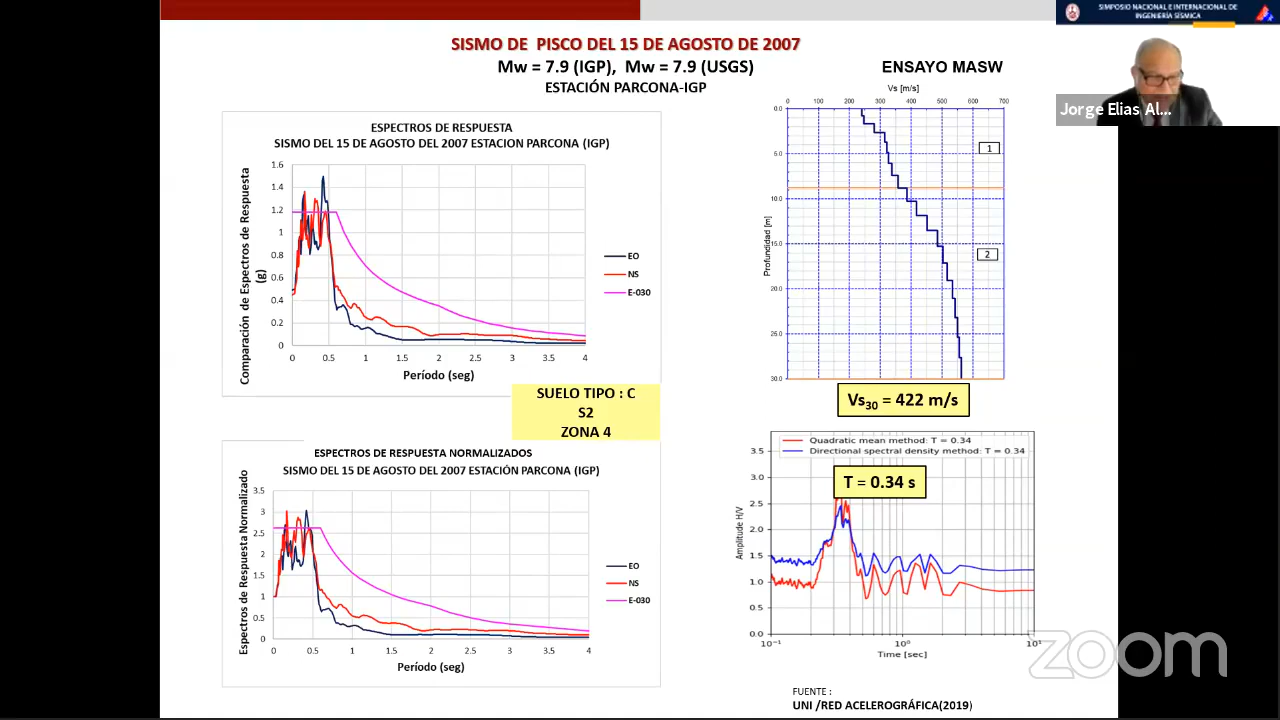 SIMPOSIO NACIONAL E INTERNACIONAL DE
INGENIERÍA SÍSMICA
SISMO DE PISCO DEL 15 DE AGOSTO DE 2007
Mw = 7.9 (IGP), Mw = 7.9 (USGS)
ESTACIÓN PARCONA-IGP
ENSAYO MASW
Jorge Elias Al...
ESPECTROS DE RESPUESTA
SISMO DEL 15 DE AGOSTO DEL 2007 ESTACION PARCONA (IGP)
Comparación de Espectros de Respuesta
(g)
1.6
1.4
1.2
1
0.8
0.6
0.4
0.2
0
0 0.5 1 1.5 2 2.5 3 3.5 4
Período (seg)
EO
NS
E-030
Vs [m/s]
0 100 200 300 400 500 600 700
Profundidad [m]
0.0
5.0
10.0
15.0
20.0
25.0
30.0
1
2
Vs30 = 422 m/s
SUELO TIPO : C
S2
ZONA 4
ESPECTROS DE RESPUESTA NORMALIZADOS
SISMO DEL 15 DE AGOSTO DEL 2007 ESTACIÓN PARCONA (IGP)
Espectros de Respuesta Normalizado
3.5
3
2.5
2
1.5
1
0.5
0
0 0.5 1 1.5 2 2.5 3 3.5 4
Período (seg)
EO
NS
E-030
Quadratic mean method: T = 0.34
Directional spectral density method: T = 0.34
T = 0.34 s
Amplitude H/V
3.5
3.0
2.5
2.0
1.5
1.0
0.5
0.0
10⁻¹ 10⁰ 10¹
Time [sec]
zoom
FUENTE :
UNI /RED ACELEROGRÁFICA(2019)